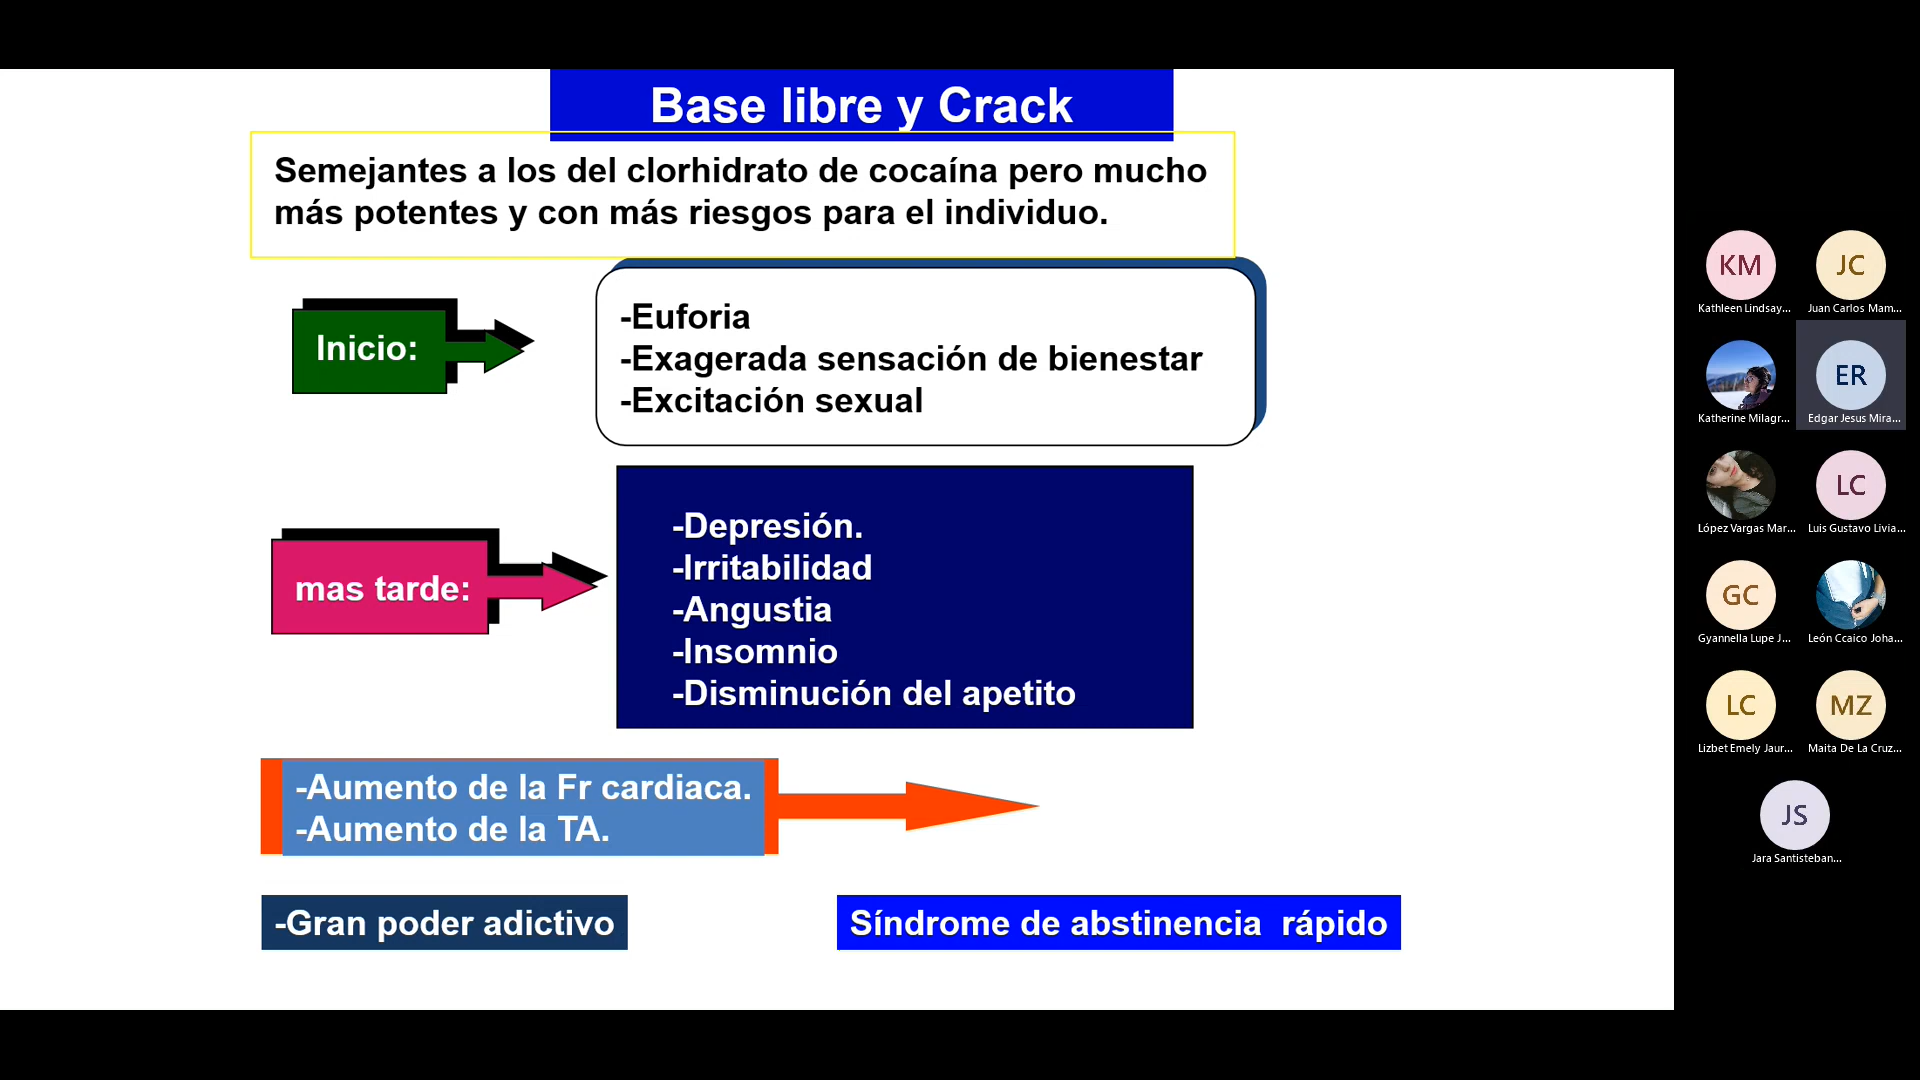 Base libre y Crack
Semejantes a los del clorhidrato de cocaína pero mucho
más potentes y con más riesgos para el individuo.
Inicio:
-Euforia
-Exagerada sensación de bienestar
-Excitación sexual
mas tarde:
-Depresión.
-Irritabilidad
-Angustia
-Insomnio
-Disminución del apetito
-Aumento de la Fr cardiaca.
-Aumento de la TA.
-Gran poder adictivo
Síndrome de abstinencia  rápido
KM
Kathleen Lindsay...
JC
Juan Carlos Mam...
Katherine Milagr...
ER
Edgar Jesus Mira...
López Vargas Mar...
LC
Luis Gustavo Livia...
GC
Gyannella Lupe J...
León Ccaico Joha...
LC
Lizbet Emely Jaur...
MZ
Maita De La Cruz...
JS
Jara Santisteban...